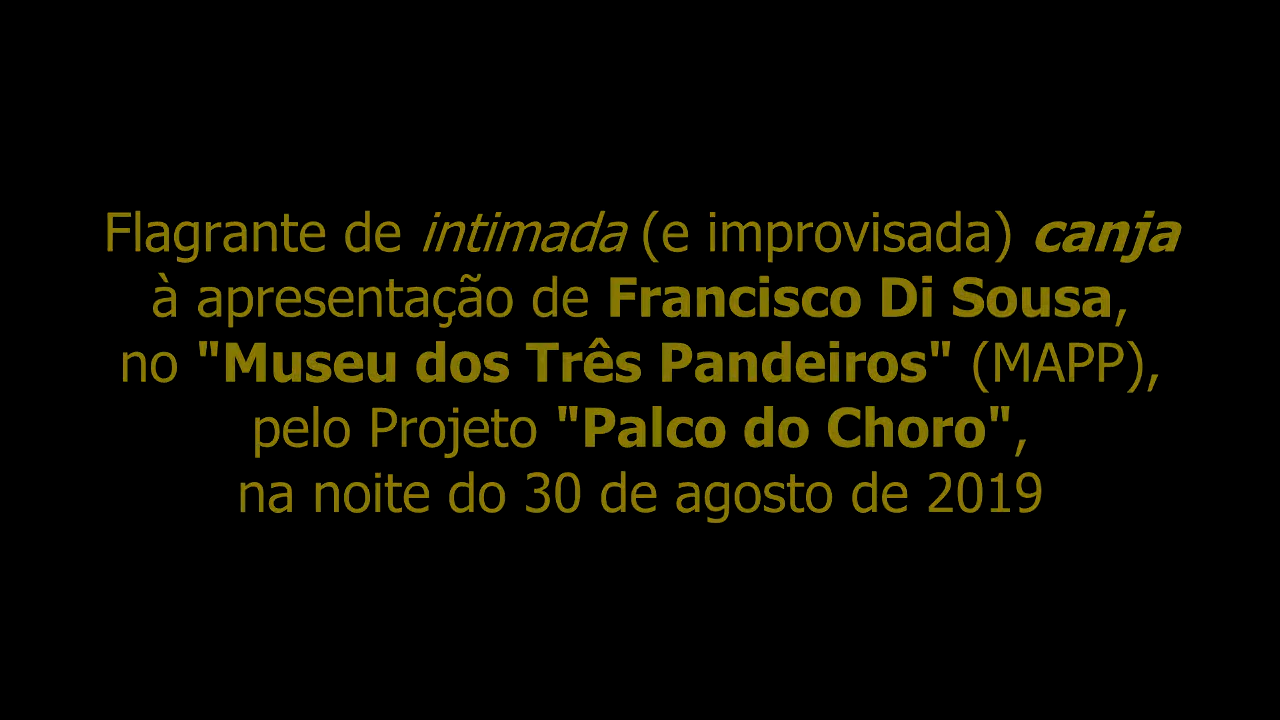 Flagrante de intimada (e improvisada) canja
à apresentação de Francisco Di Sousa,
no "Museu dos Três Pandeiros" (MAPP),
pelo Projeto "Palco do Choro",
na noite do 30 de agosto de 2019